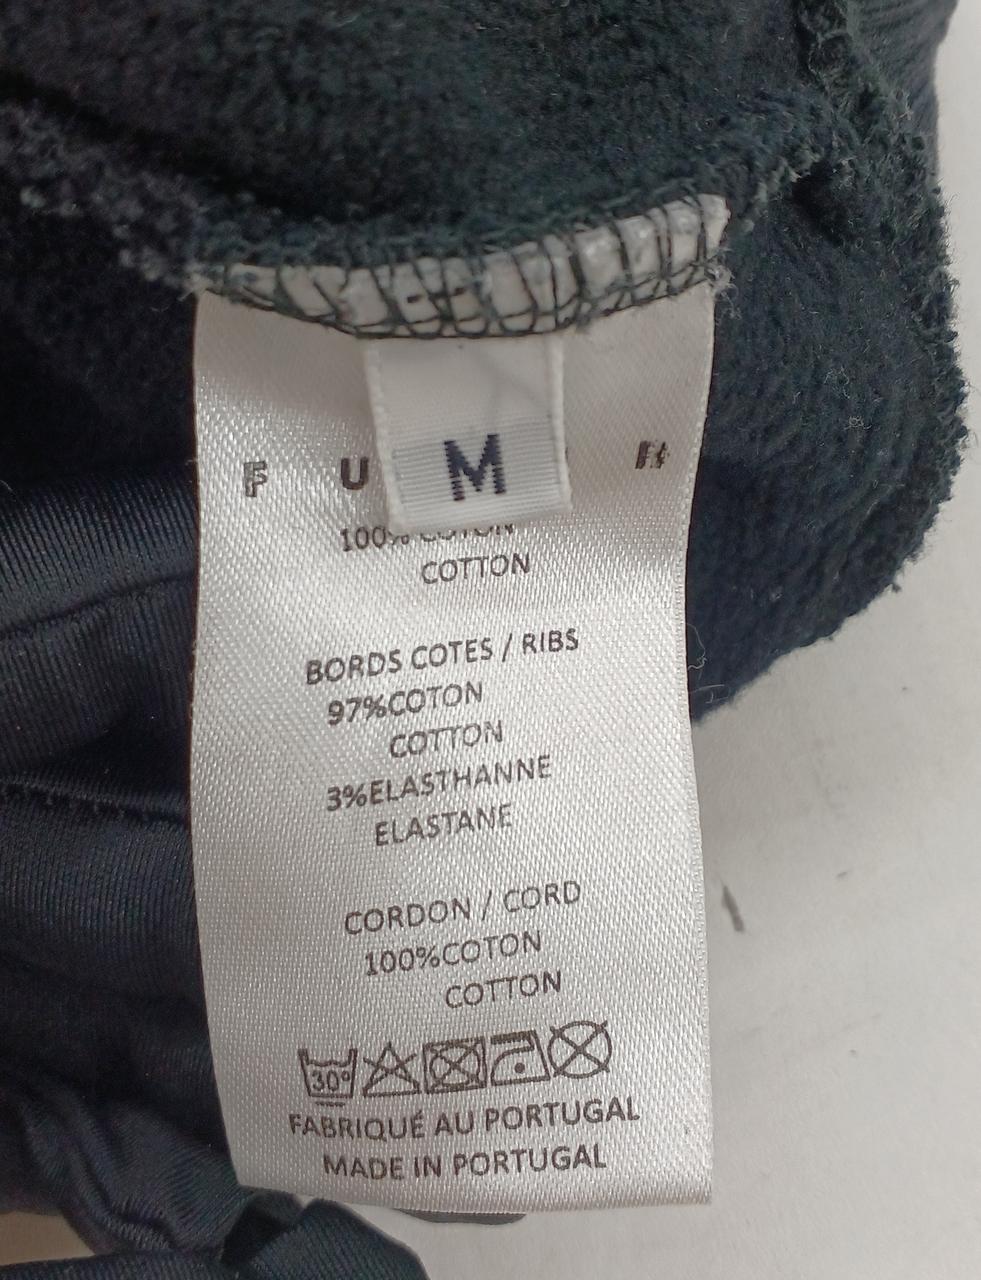 M
F U R
100% COTON
COTTON
BORDS COTES / RIBS
97%COTON
COTTON
3%ELASTHANNE
ELASTANE
CORDON / CORD
100%COTON
COTTON
30°
FABRIQUÉ AU PORTUGAL
MADE IN PORTUGAL